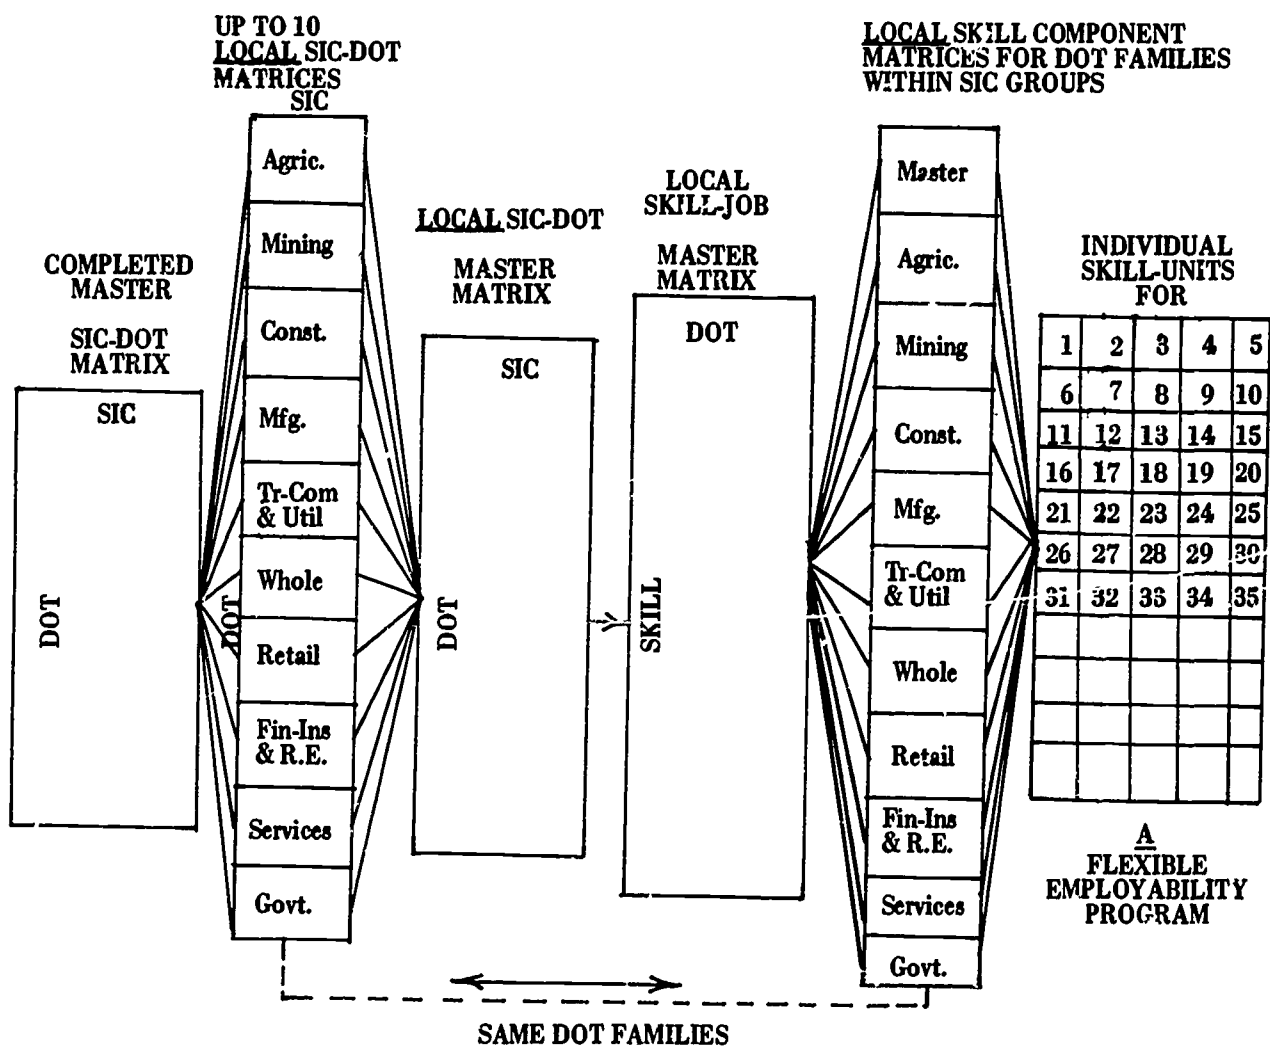 UP TO 10
LOCAL SIC-DOT
MATRICES
SIC
Agric.
Mining
Const.
Mfg.
Tr-Com
& Util
Whole
Retail
Fin-Ins
& R.E.
Services
Govt.
DOT
COMPLETED
MASTER
SIC-DOT
MATRIX
SIC
DOT
LOCAL SIC-DOT
MASTER
MATRIX
SIC
DOT
LOCAL
SKILL-JOB
MASTER
MATRIX
DOT
SKILL
LOCAL SKILL COMPONENT
MATRICES FOR DOT FAMILIES
WITHIN SIC GROUPS
Master
Agric.
Mining
Const.
Mfg.
Tr-Com
& Util
Whole
Retail
Fin-Ins
& R.E.
Services
Govt.
INDIVIDUAL
SKILL-UNITS
FOR
1 2 3 4 5
6 7 8 9 10
11 12 13 14 15
16 17 18 19 20
21 22 23 24 25
26 27 28 29 30
31 32 33 34 35
A
FLEXIBLE
EMPLOYABILITY
PROGRAM
SAME DOT FAMILIES